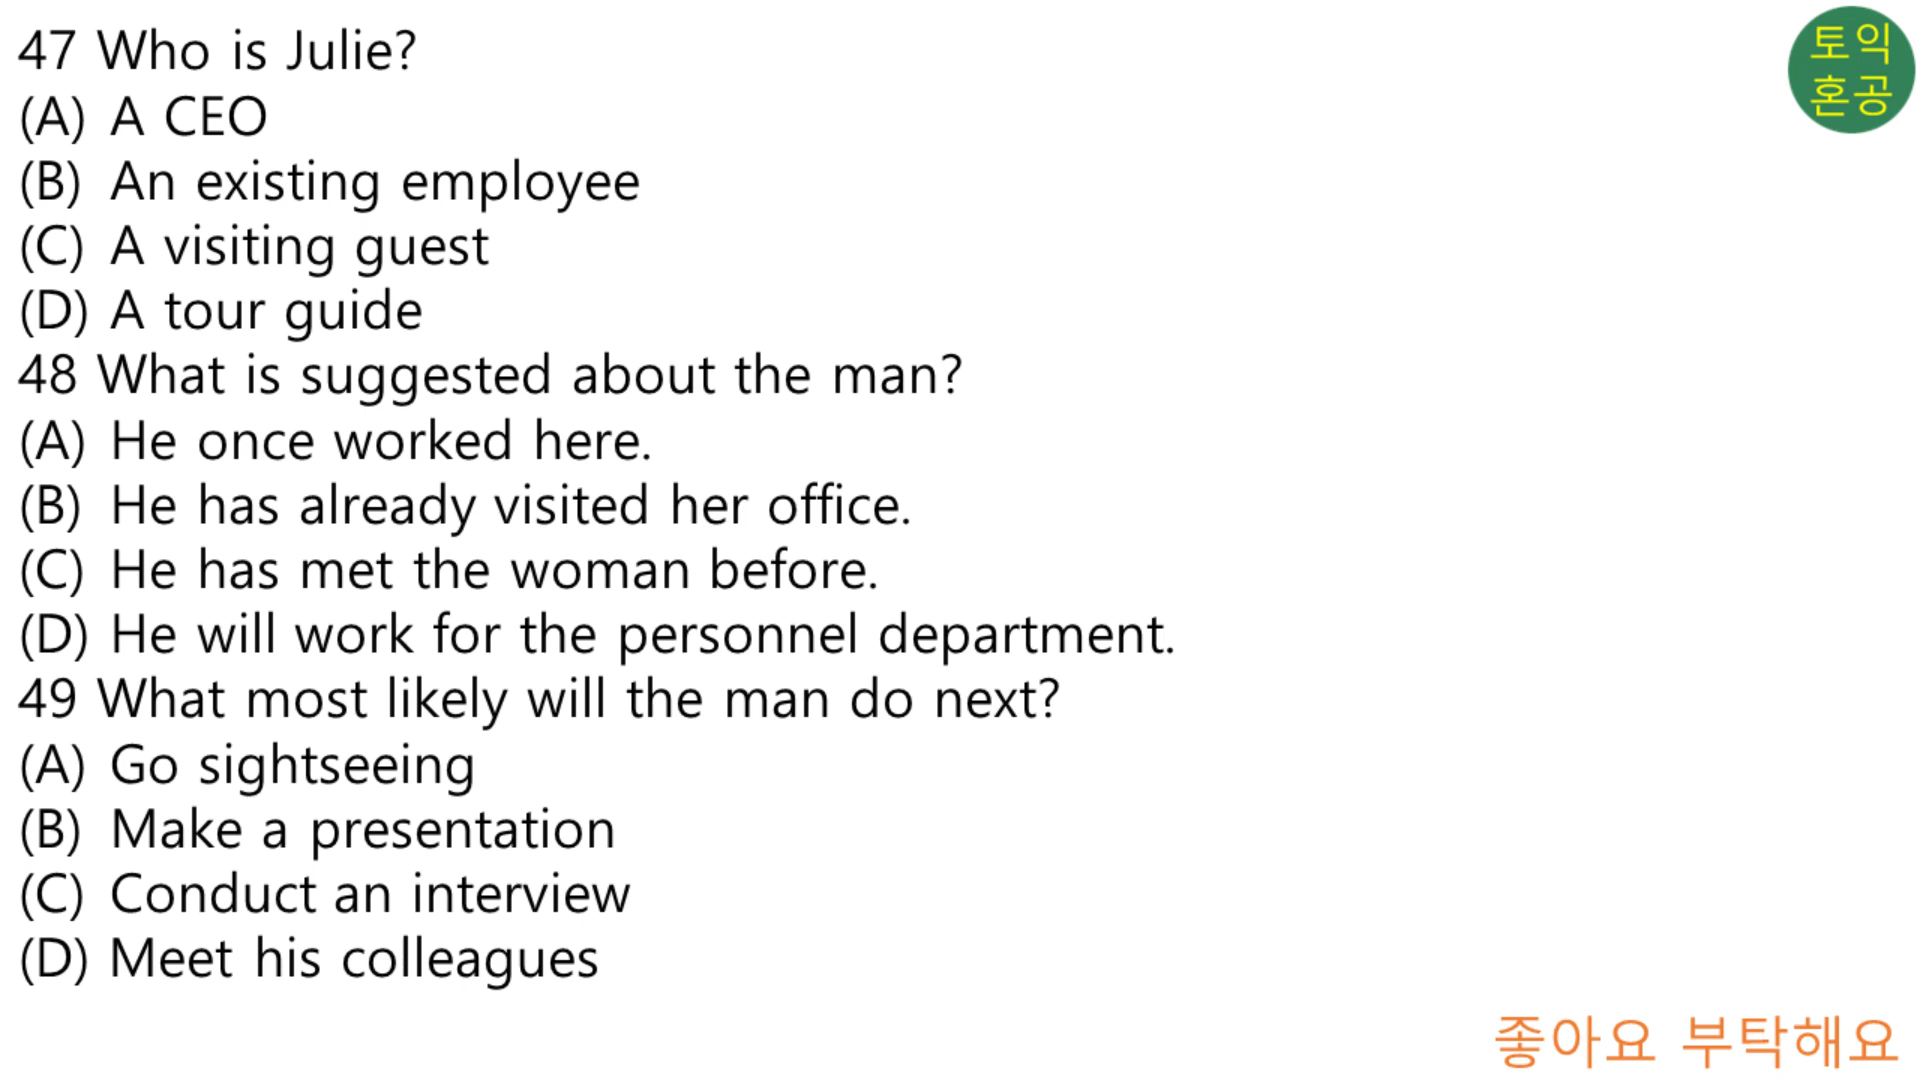 47 Who is Julie?
(A) A CEO
(B) An existing employee
(C) A visiting guest
(D) A tour guide
48 What is suggested about the man?
(A) He once worked here.
(B) He has already visited her office.
(C) He has met the woman before.
(D) He will work for the personnel department.
49 What most likely will the man do next?
(A) Go sightseeing
(B) Make a presentation
(C) Conduct an interview
(D) Meet his colleagues
토익
혼공
좋아요 부탁해요